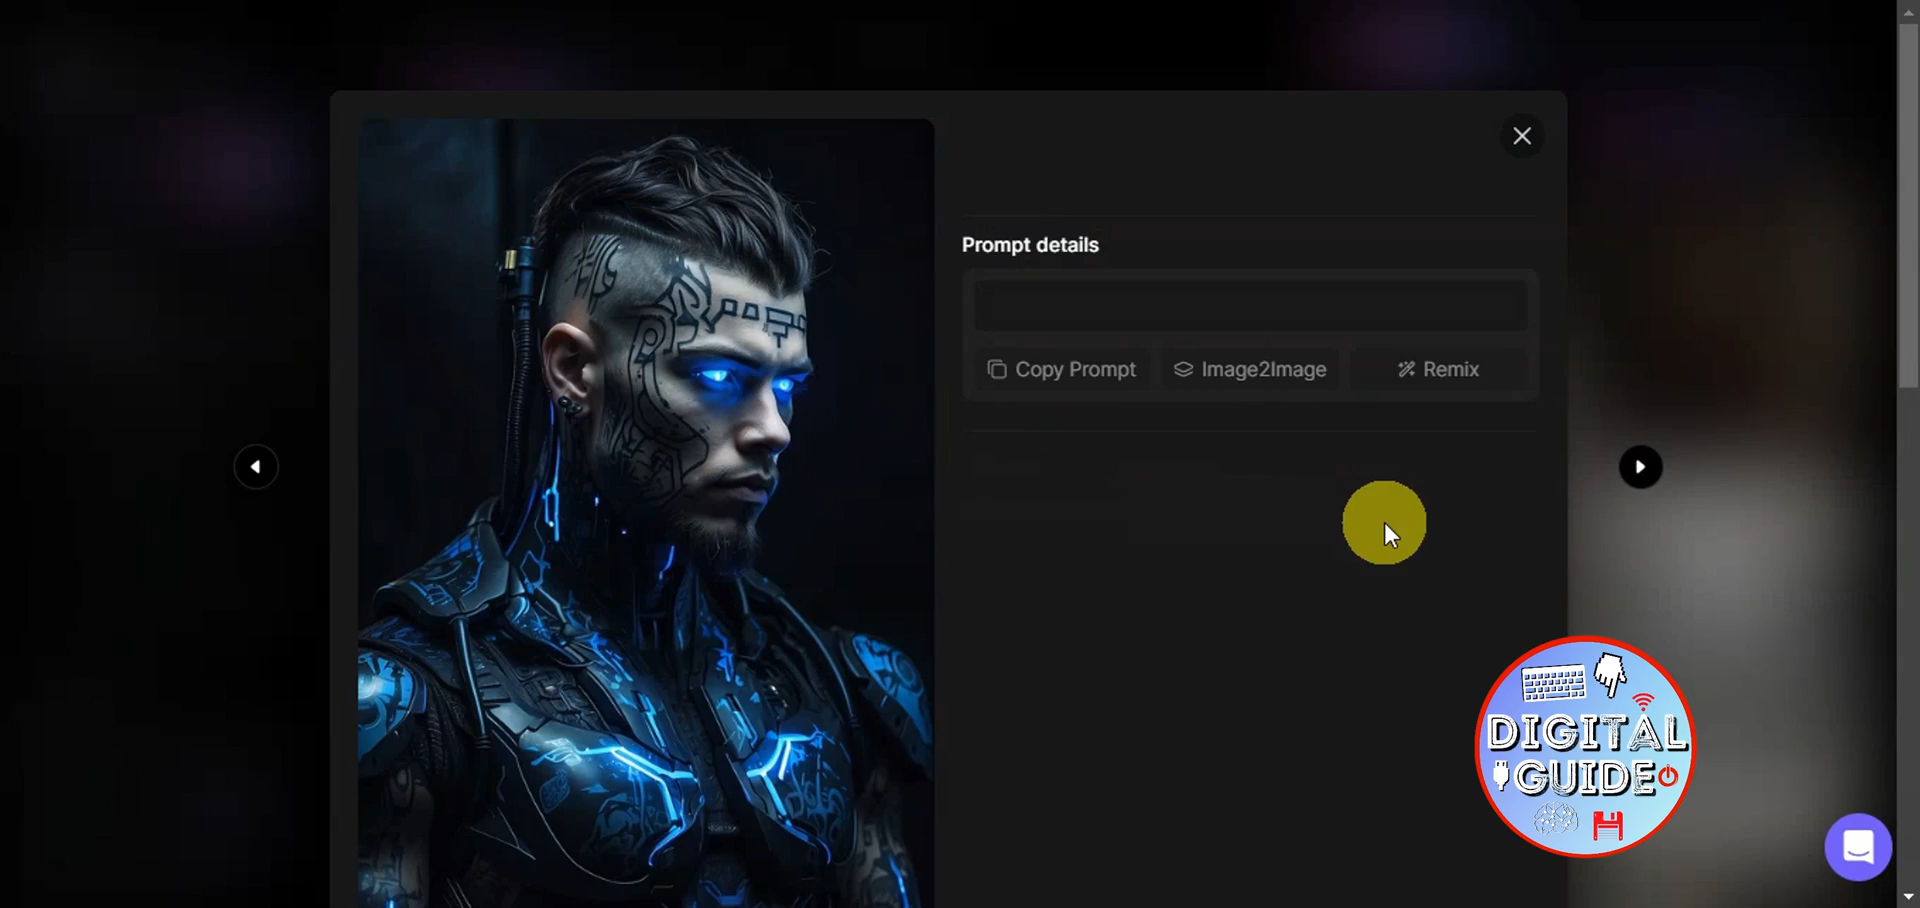 Prompt details
Copy Prompt
Image2Image
Remix
DIGITAL
GUIDE